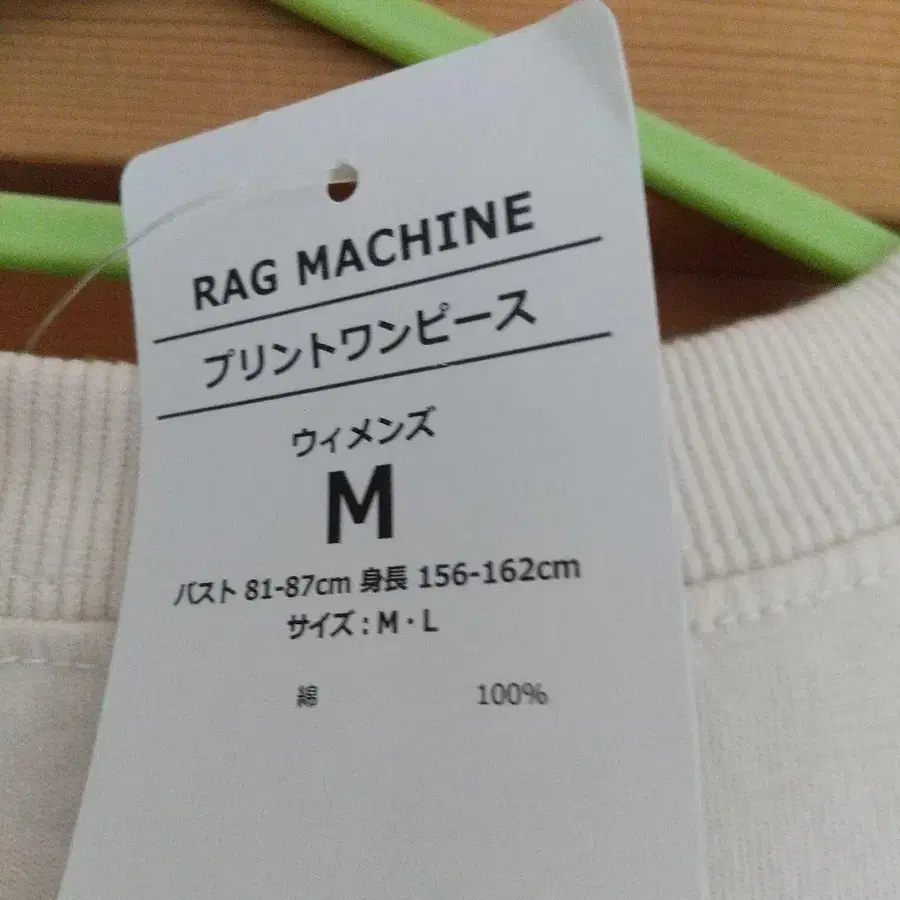 RAG MACHINE
プリントワンピース
ウィメンズ
M
バスト 81-87cm 身長 156-162cm
サイズ : M・L
綿 100%